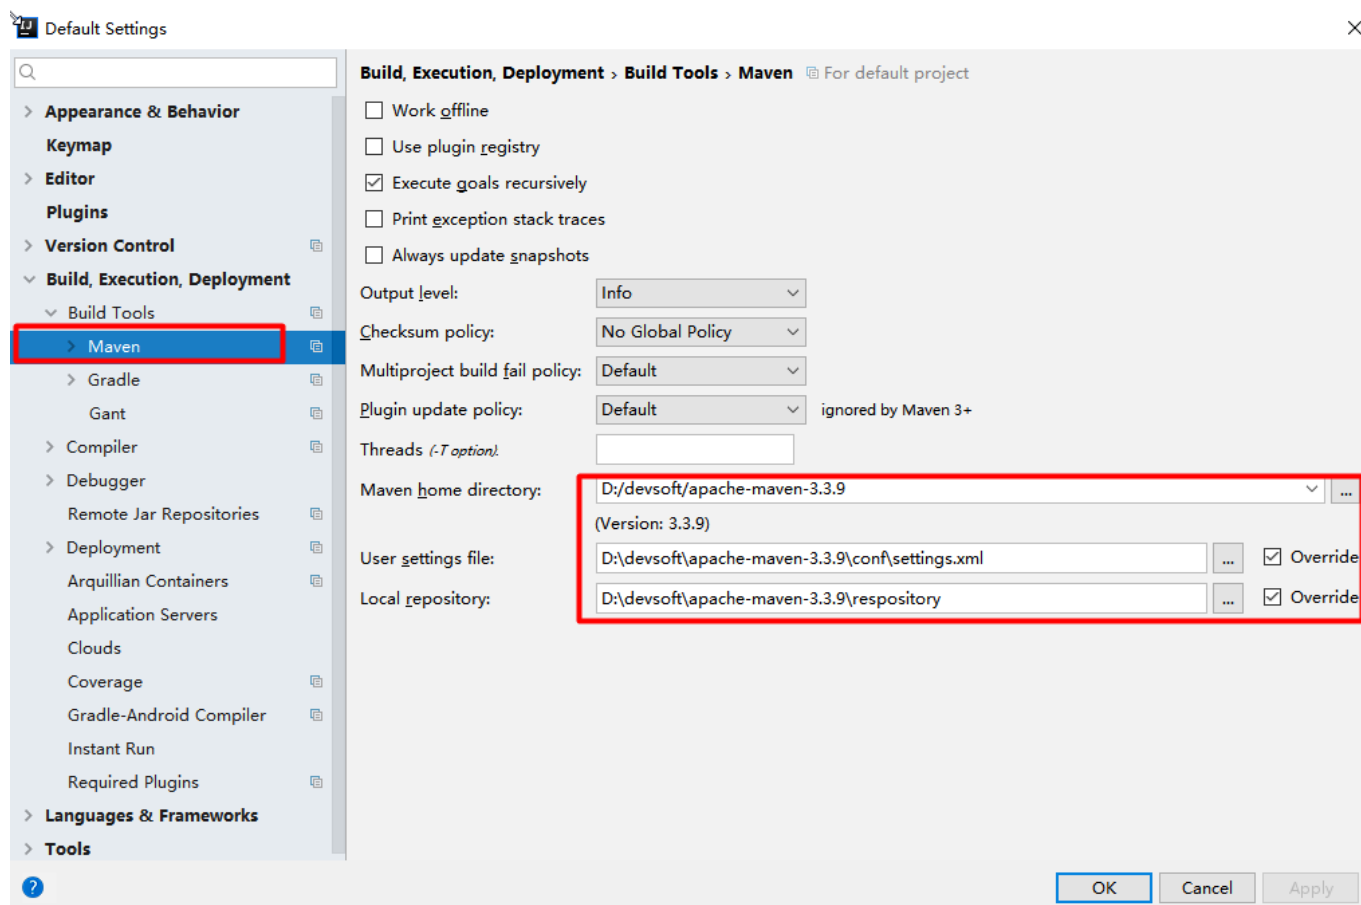 Default Settings
Build, Execution, Deployment › Build Tools › Maven For default project
Appearance & Behavior
Keymap
Editor
Plugins
Version Control
Build, Execution, Deployment
Build Tools
Maven
Gradle
Gant
Compiler
Debugger
Remote Jar Repositories
Deployment
Arquillian Containers
Application Servers
Clouds
Coverage
Gradle-Android Compiler
Instant Run
Required Plugins
Languages & Frameworks
Tools
Work offline
Use plugin registry
Execute goals recursively
Print exception stack traces
Always update snapshots
Output level: Info
Checksum policy: No Global Policy
Multiproject build fail policy: Default
Plugin update policy: Default ignored by Maven 3+
Threads (-T option).
Maven home directory: D:/devsoft/apache-maven-3.3.9 ...
(Version: 3.3.9)
User settings file: D:\devsoft\apache-maven-3.3.9\conf\settings.xml ... Override
Local repository: D:\devsoft\apache-maven-3.3.9\respository ... Override
? OK Cancel Apply